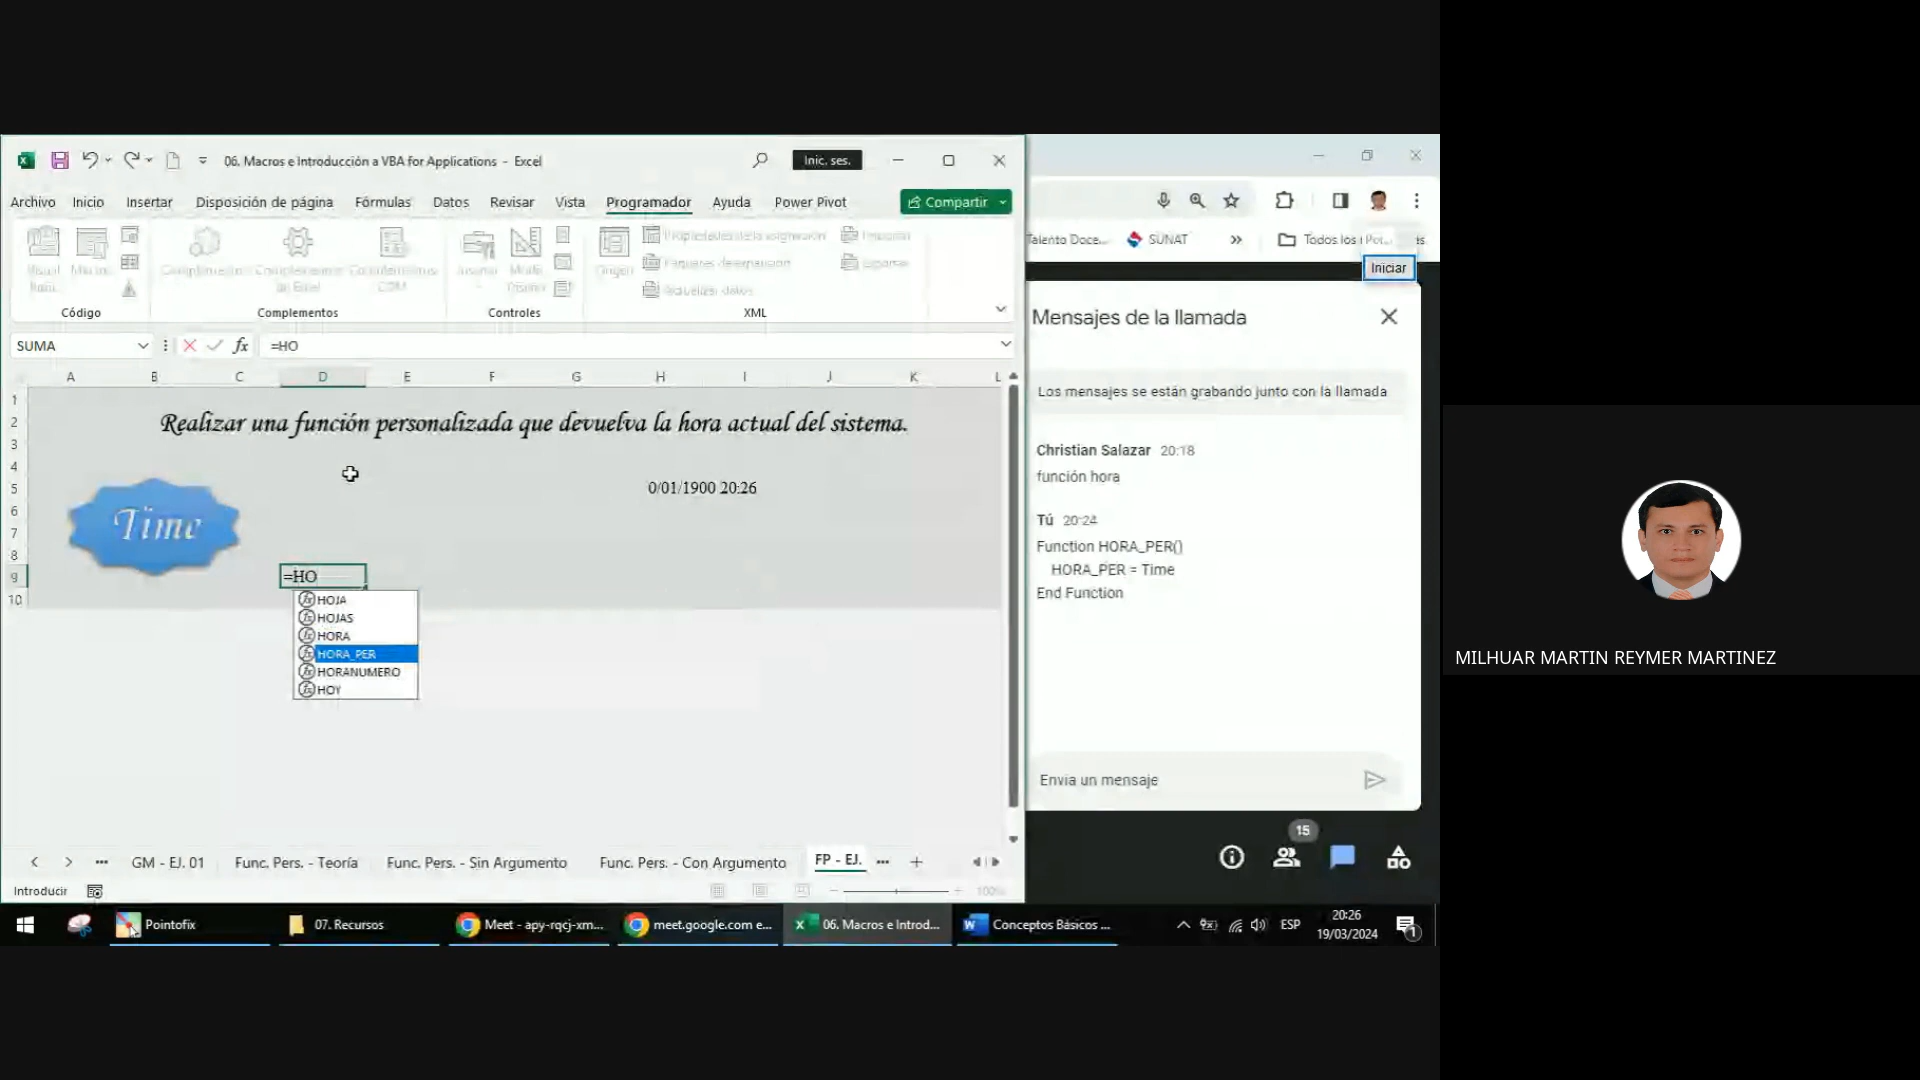 06. Macros e Introducción a VBA for Applications - Excel
Inic. ses.
Archivo Inicio Insertar Disposición de página Fórmulas Datos Revisar Vista Programador Ayuda Power Pivot Compartir
Código Complementos Controles XML
SUMA =HO
A B C D E F G H I J K L
1
2 Realizar una función personalizada que devuelva la hora actual del sistema.
3
4
5 0/01/1900 20:26
6
7 Time
8
9 =HO
10
HOJA
HOJAS
HORA
HORA_PER
HORANUMERO
HOY
GM - EJ. 01 Func. Pers. - Teoría Func. Pers. - Sin Argumento Func. Pers. - Con Argumento FP - EJ.
Introducir
100%
Talento Doce... SUNAT » Todos los
Iniciar
Mensajes de la llamada
Los mensajes se están grabando junto con la llamada
Christian Salazar 20:18
función hora
Tú 20:24
Function HORA_PER()
HORA_PER = Time
End Function
Envia un mensaje
15
Pointofix 07. Recursos Meet - apy-rqcj-xm... meet.google.com e... 06. Macros e Introd... Conceptos Básicos ... ESP
20:26
19/03/2024
1
MILHUAR MARTIN REYMER MARTINEZ